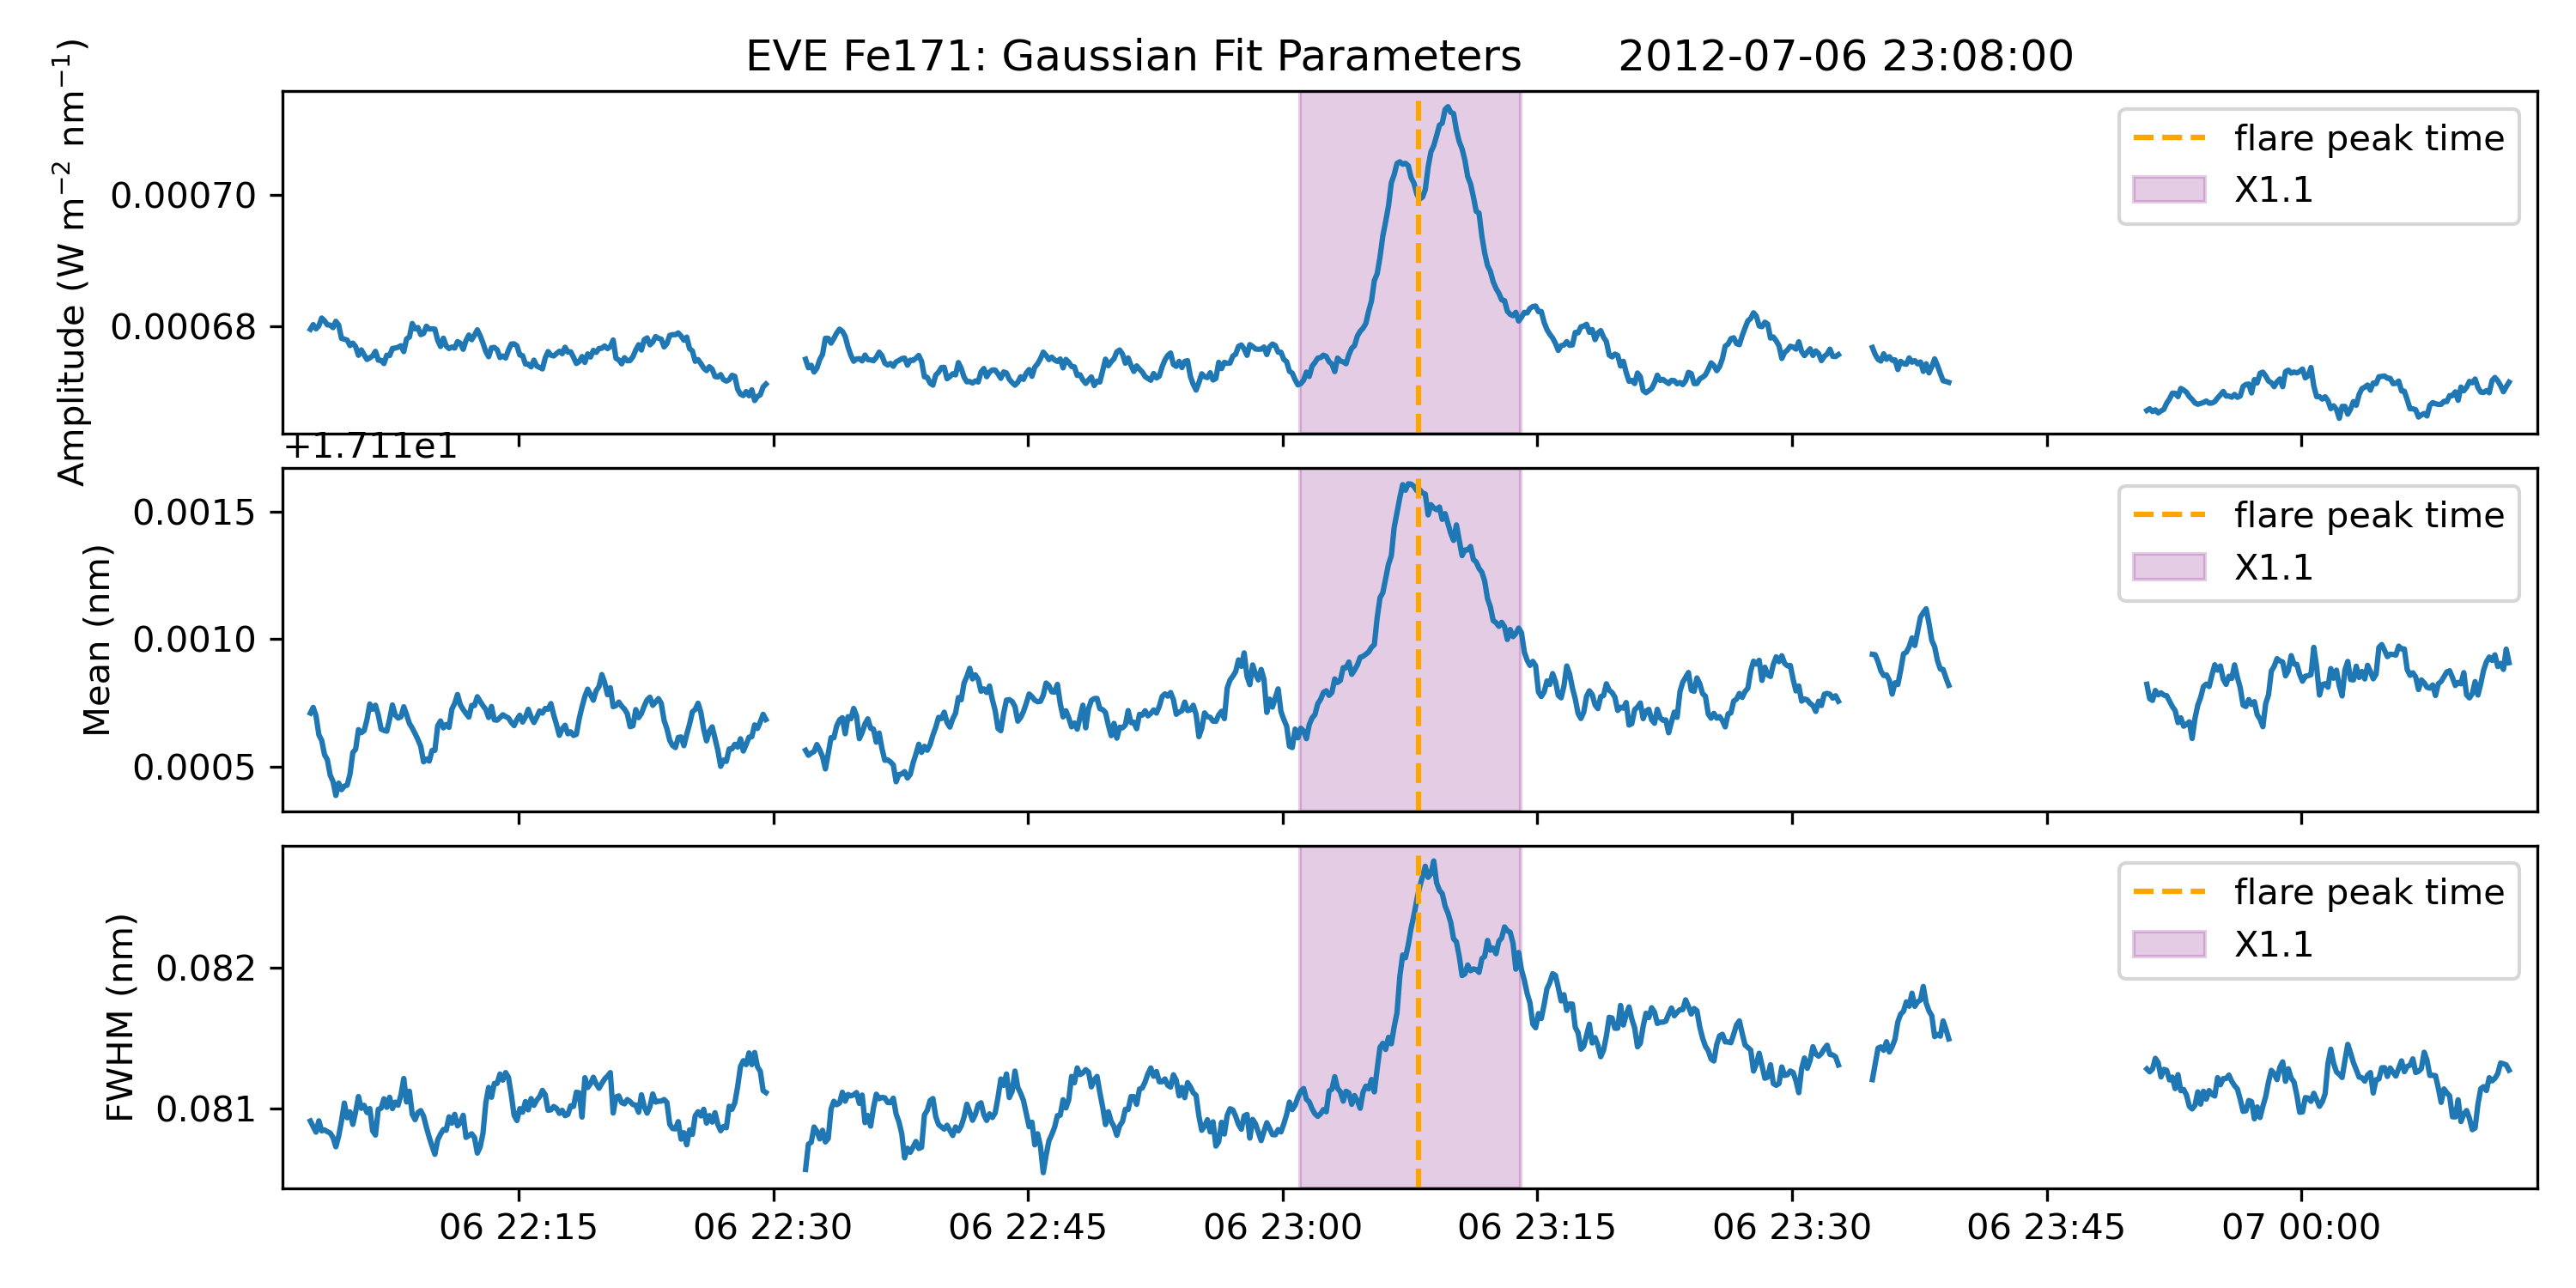 EVE Fe171: Gaussian Fit Parameters 2012-07-06 23:08:00
Amplitude (W m⁻² nm⁻¹)
0.00070
0.00068
flare peak time
X1.1
+1.711e1
Mean (nm)
0.0015
0.0010
0.0005
flare peak time
X1.1
FWHM (nm)
0.082
0.081
flare peak time
X1.1
06 22:15 06 22:30 06 22:45 06 23:00 06 23:15 06 23:30 06 23:45 07 00:00